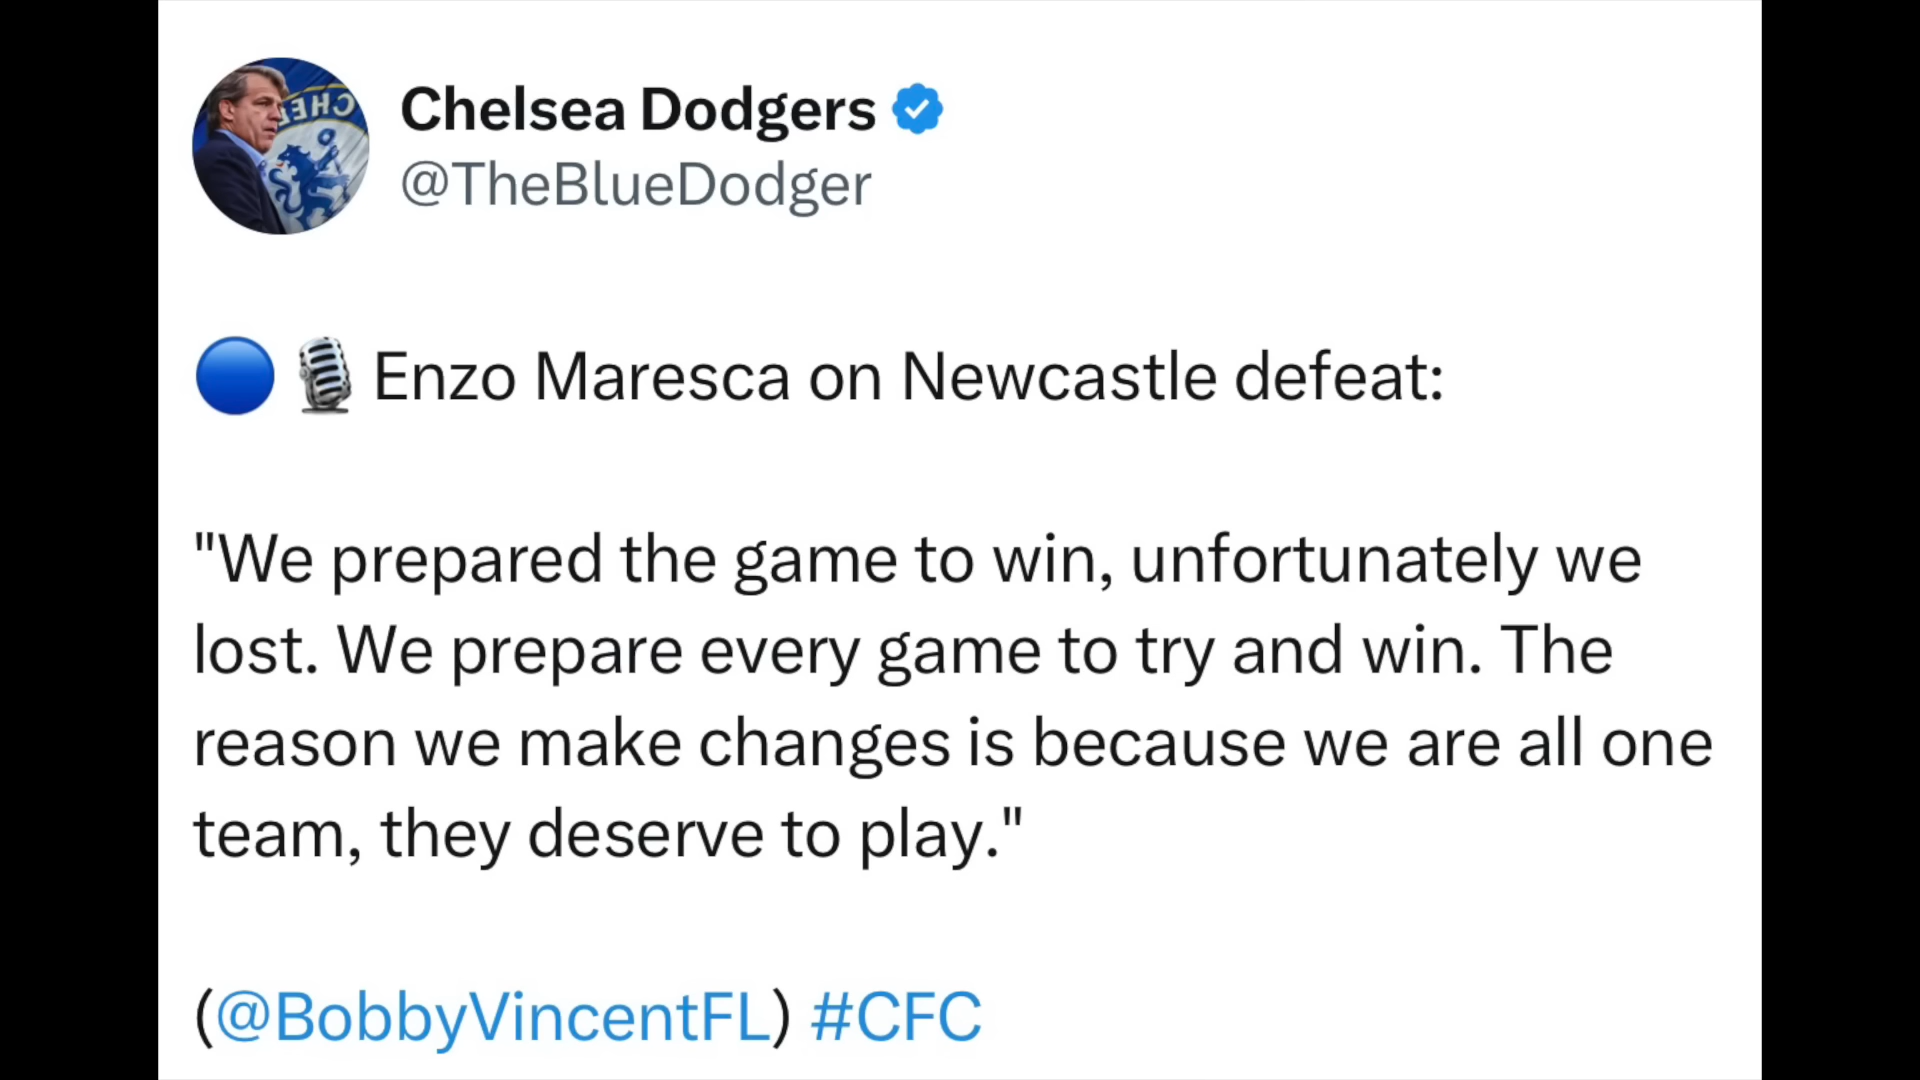 Chelsea Dodgers
@TheBlueDodger
🔵🎙️ Enzo Maresca on Newcastle defeat:
"We prepared the game to win, unfortunately we
lost. We prepare every game to try and win. The
reason we make changes is because we are all one
team, they deserve to play."
(@BobbyVincentFL) #CFC